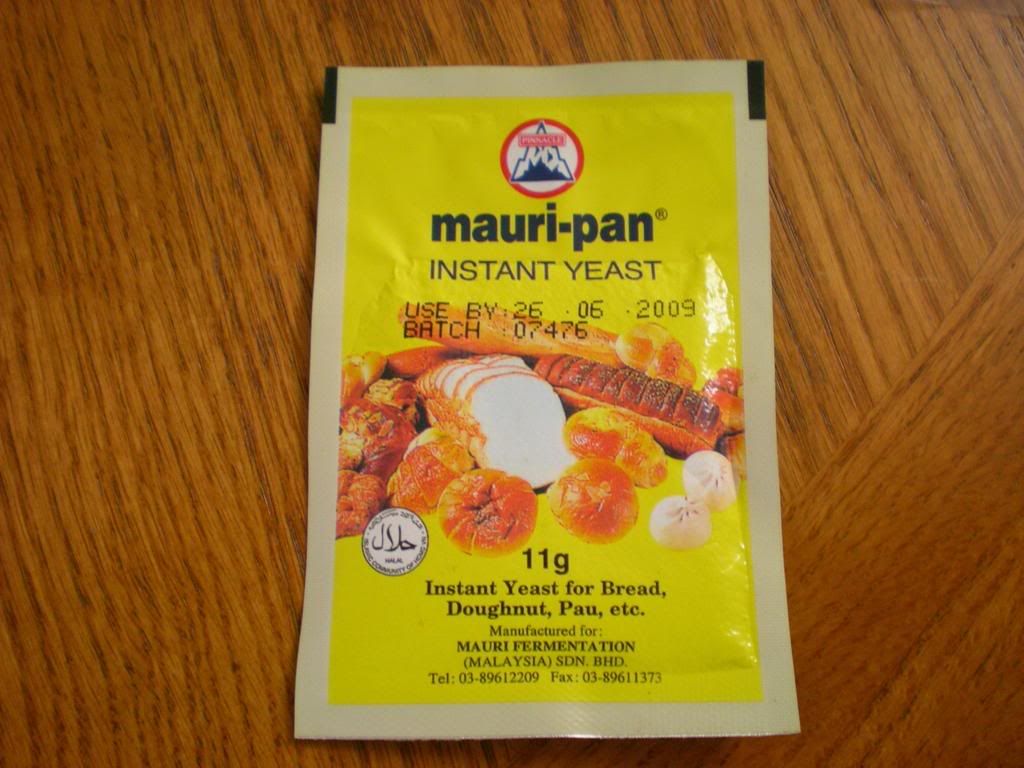 PINNACLE
mauri-pan®
INSTANT YEAST
USE BY: 26 . 06 . 2009
BATCH : 07476
حلال
HALAL
11g
Instant Yeast for Bread,
Doughnut, Pau, etc.
Manufactured for:
MAURI FERMENTATION
(MALAYSIA) SDN. BHD.
Tel: 03-89612209 Fax: 03-89611373